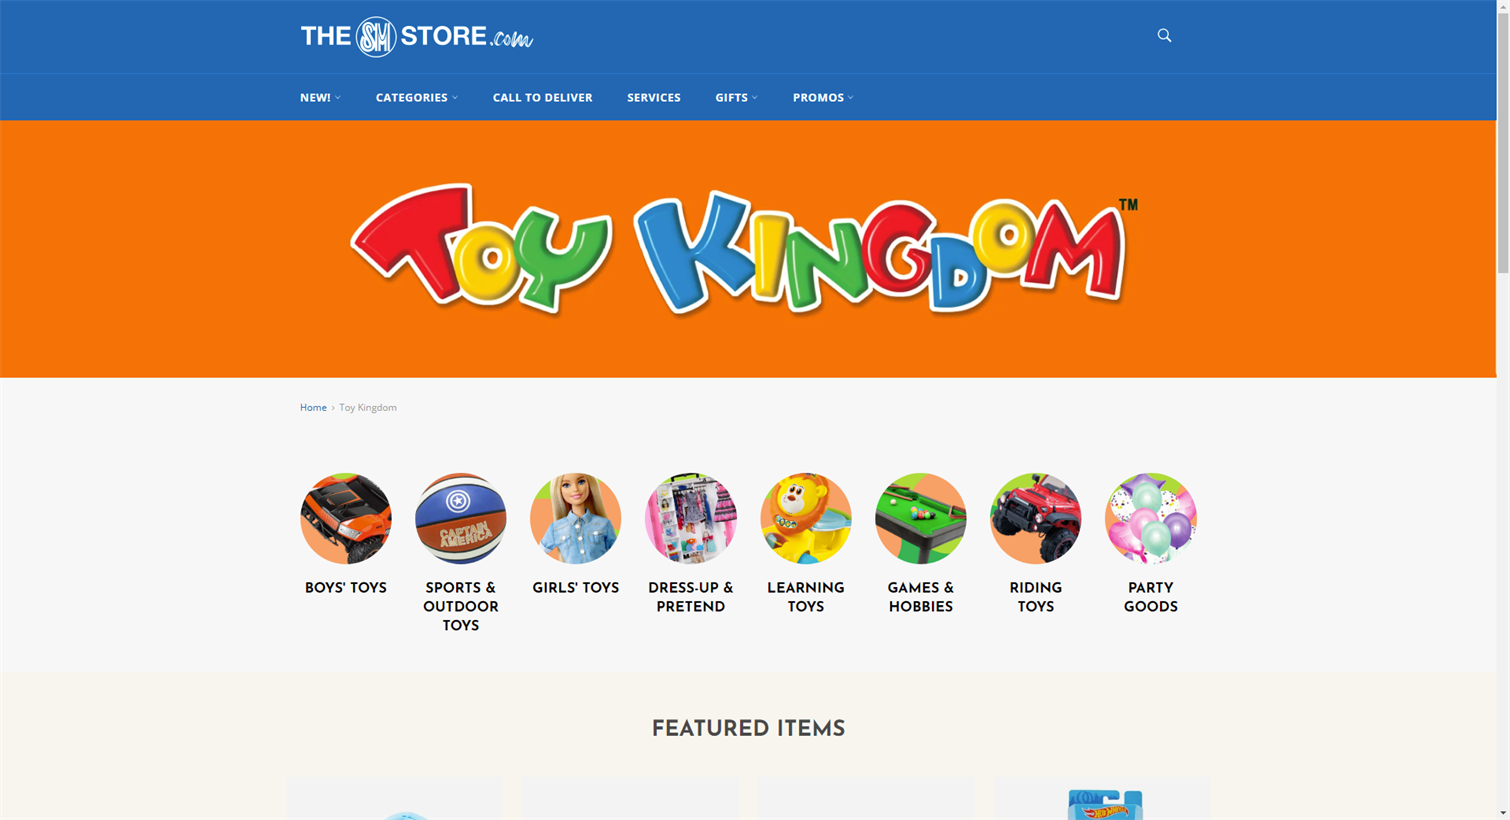 THE SM STORE.com
NEW! CATEGORIES CALL TO DELIVER SERVICES GIFTS PROMOS
TOY KINGDOM™
Home › Toy Kingdom
CAPTAIN
AMERICA
BOYS' TOYS
SPORTS &
OUTDOOR
TOYS
GIRLS' TOYS
DRESS-UP &
PRETEND
LEARNING
TOYS
GAMES &
HOBBIES
RIDING
TOYS
PARTY
GOODS
FEATURED ITEMS
Hot Wheels